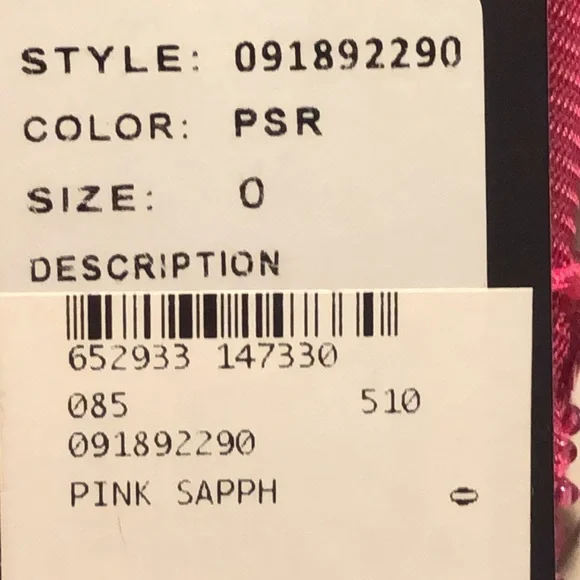 STYLE: 091892290
COLOR: PSR
SIZE: 0
DESCRIPTION
652933 147330
085 510
091892290
PINK SAPPH 0